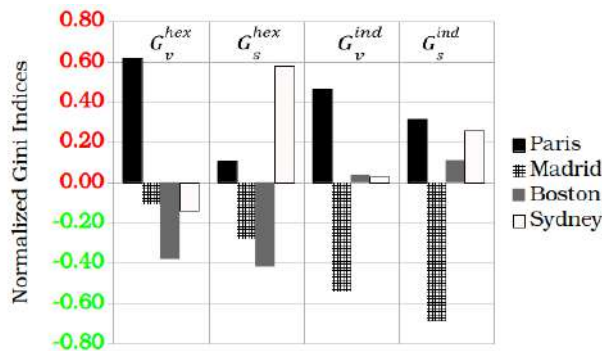 0.80
0.60
0.40
0.20
0.00
-0.20
-0.40
-0.60
-0.80
Normalized Gini Indices
G_v^hex
G_s^hex
G_v^ind
G_s^ind
Paris
Madrid
Boston
Sydney